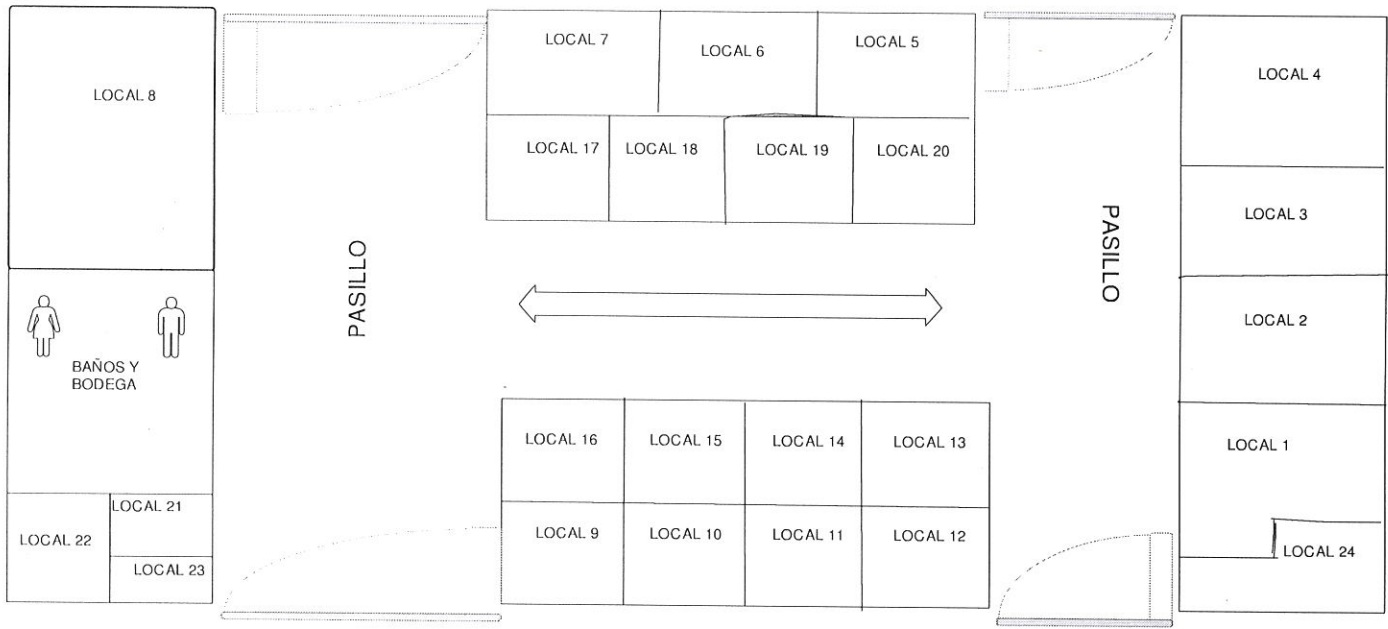 LOCAL 8
LOCAL 7
LOCAL 6
LOCAL 5
LOCAL 4
LOCAL 17
LOCAL 18
LOCAL 19
LOCAL 20
LOCAL 3
PASILLO
PASILLO
LOCAL 2
BAÑOS Y
BODEGA
LOCAL 16
LOCAL 15
LOCAL 14
LOCAL 13
LOCAL 1
LOCAL 21
LOCAL 22
LOCAL 9
LOCAL 10
LOCAL 11
LOCAL 12
LOCAL 24
LOCAL 23